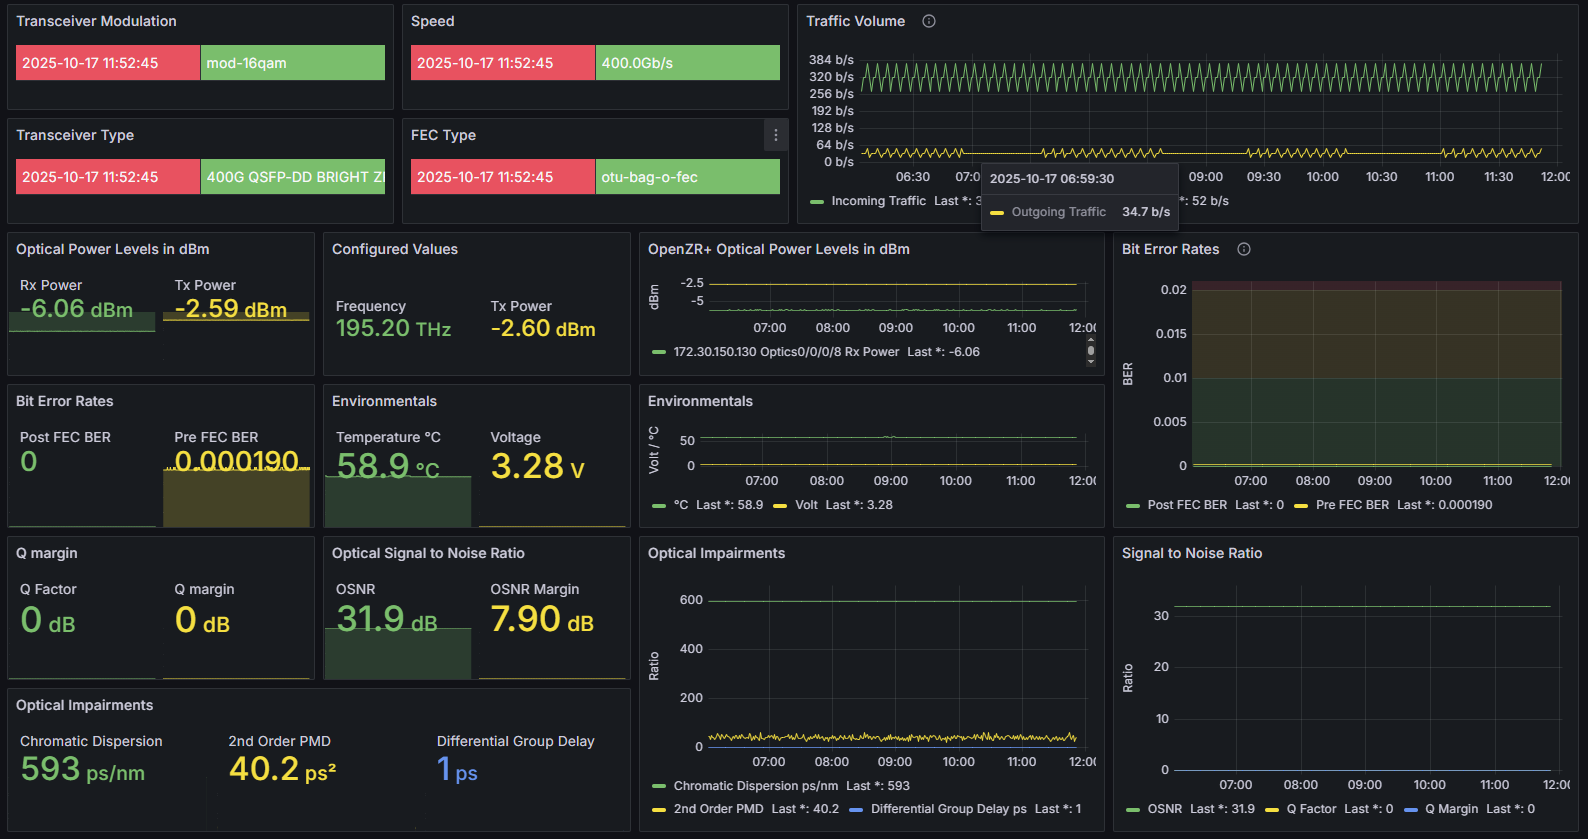 Transceiver Modulation
2025-10-17 11:52:45 mod-16qam
Speed
2025-10-17 11:52:45 400.0Gb/s
Transceiver Type
2025-10-17 11:52:45 400G QSFP-DD BRIGHT
FEC Type
2025-10-17 11:52:45 otu-bag-o-fec
Traffic Volume
384 b/s
320 b/s
256 b/s
192 b/s
128 b/s
64 b/s
0 b/s
06:30 07:0 09:00 09:30 10:00 10:30 11:00 11:30 12:00
2025-10-17 06:59:30
Outgoing Traffic 34.7 b/s
Incoming Traffic Last *: 3 *: 52 b/s
Optical Power Levels in dBm
Rx Power Tx Power
-6.06 dBm -2.59 dBm
Configured Values
Frequency Tx Power
195.20 THz -2.60 dBm
OpenZR+ Optical Power Levels in dBm
dBm
-2.5
-5
07:00 08:00 09:00 10:00 11:00 12:00
172.30.150.130 Optics0/0/0/8 Rx Power Last *: -6.06
Bit Error Rates
BER
0.02
0.015
0.01
0.005
0
07:00 08:00 09:00 10:00 11:00 12:00
Post FEC BER Last *: 0 Pre FEC BER Last *: 0.000190
Bit Error Rates
Post FEC BER Pre FEC BER
0 0.000190
Environmentals
Temperature °C Voltage
58.9 °C 3.28 V
Environmentals
Volt / °C
50
0
07:00 08:00 09:00 10:00 11:00 12:00
°C Last *: 58.9 Volt Last *: 3.28
Q margin
Q Factor Q margin
0 dB 0 dB
Optical Signal to Noise Ratio
OSNR OSNR Margin
31.9 dB 7.90 dB
Optical Impairments
Ratio
600
400
200
0
07:00 08:00 09:00 10:00 11:00 12:00
Chromatic Dispersion ps/nm Last *: 593
2nd Order PMD Last *: 40.2 Differential Group Delay ps Last *: 1
Signal to Noise Ratio
Ratio
30
20
10
0
07:00 08:00 09:00 10:00 11:00 12:00
OSNR Last *: 31.9 Q Factor Last *: 0 Q Margin Last *: 0
Optical Impairments
Chromatic Dispersion 2nd Order PMD Differential Group Delay
593 ps/nm 40.2 ps² 1 ps